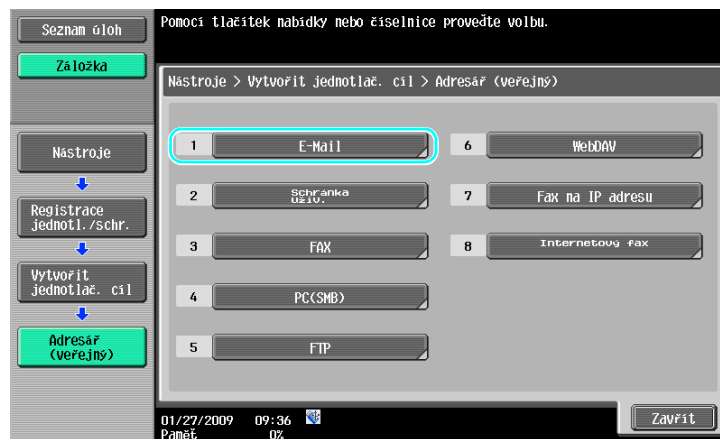 Seznam úloh
Pomocí tlačítek nabídky nebo číselnice proveďte volbu.
Záložka
Nástroje > Vytvořit jednotlač. cíl > Adresář (veřejný)
1 E-Mail
6 WebDAV
Nástroje
2 Schránka
uživ.
7 Fax na IP adresu
Registrace
jednotl./schr.
3 FAX
8 Internetový fax
Vytvořit
jednotlač. cíl
4 PC(SMB)
Adresář
(veřejný)
5 FTP
01/27/2009 09:36
Paměť 0%
Zavřít